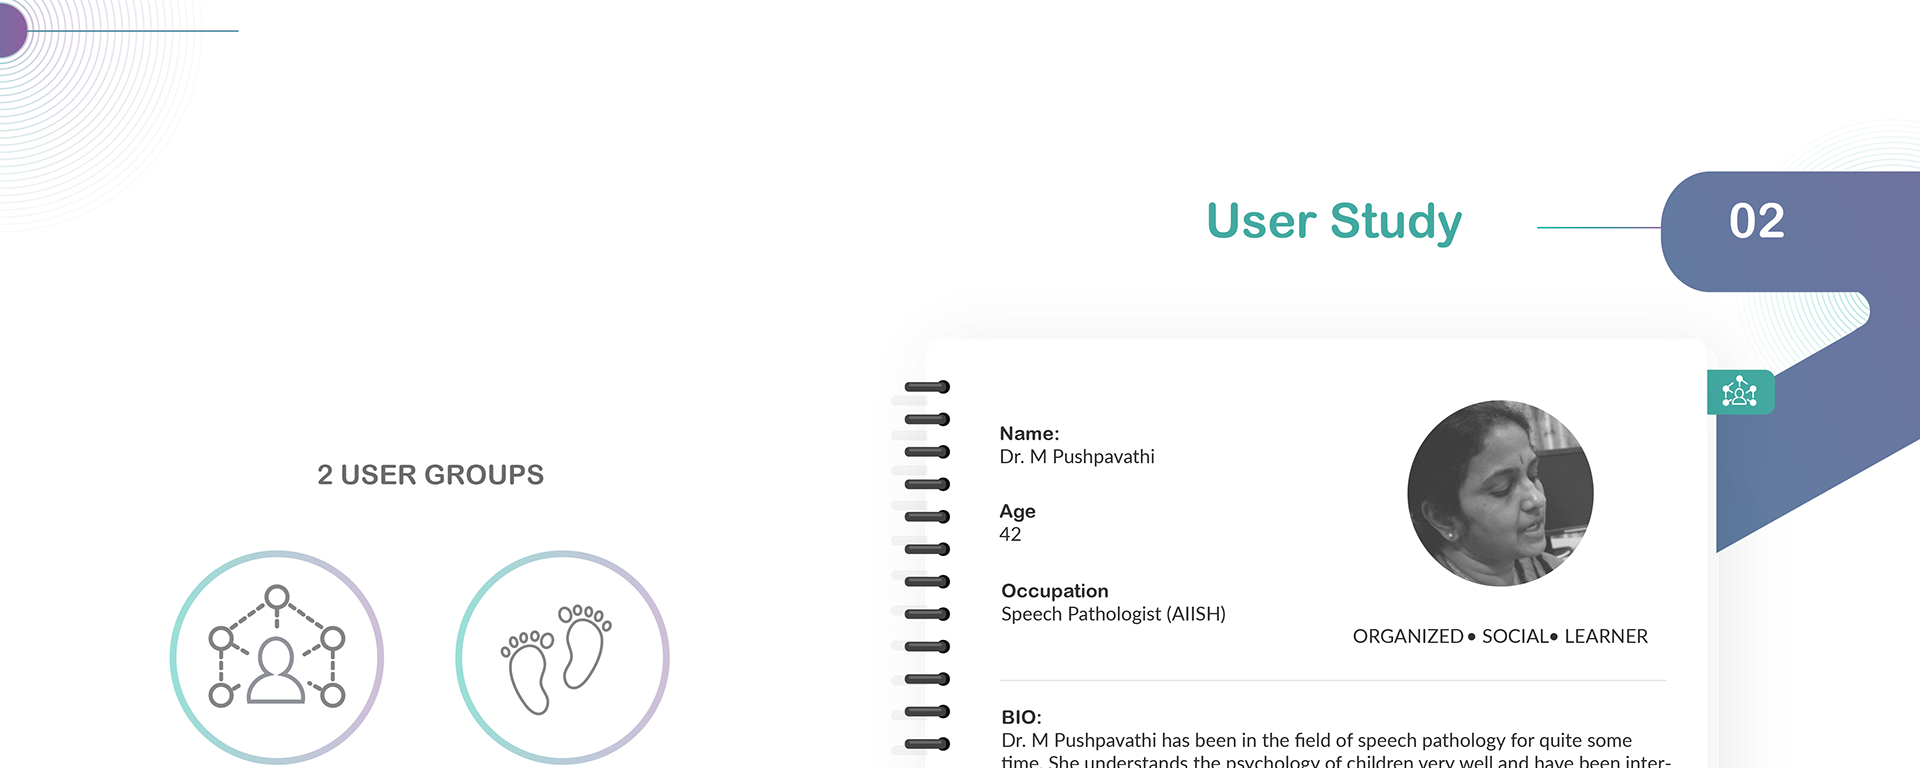 User Study
02
2 USER GROUPS
Name:
Dr. M Pushpavathi
Age
42
Occupation
Speech Pathologist (AIISH)
ORGANIZED • SOCIAL • LEARNER
BIO:
Dr. M Pushpavathi has been in the field of speech pathology for quite some
time. She understands the psychology of children very well and have been inter-